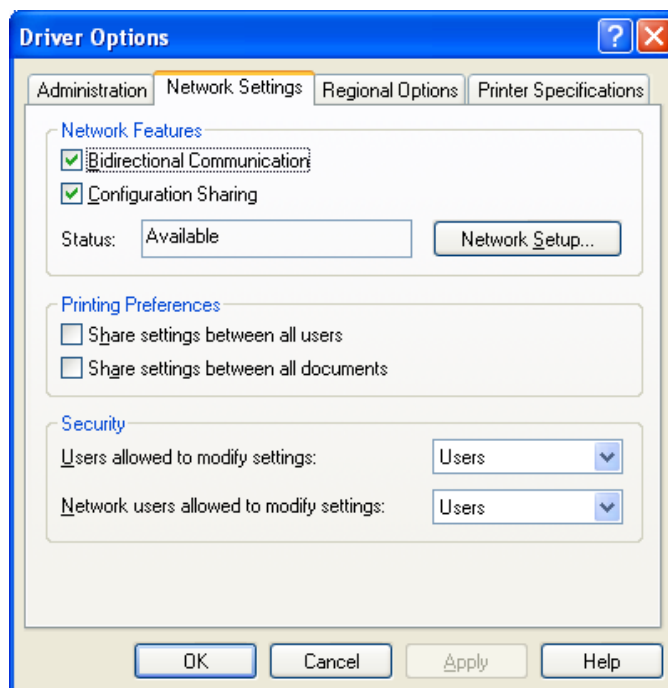 Driver Options
Administration Network Settings Regional Options Printer Specifications
Network Features
Bidirectional Communication
Configuration Sharing
Status: Available Network Setup...
Printing Preferences
Share settings between all users
Share settings between all documents
Security
Users allowed to modify settings: Users
Network users allowed to modify settings: Users
OK Cancel Apply Help